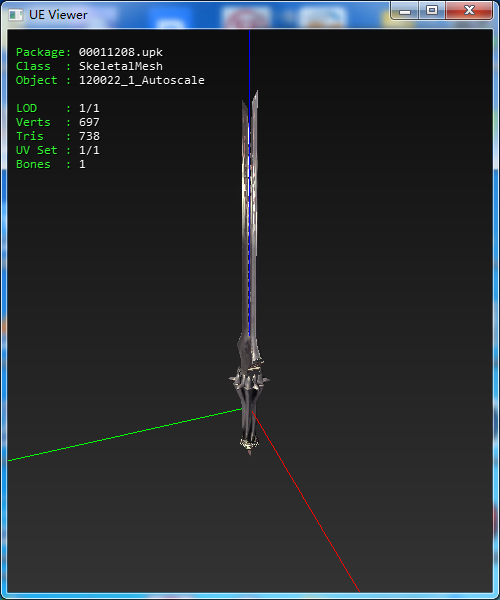 UE Viewer
Package: 00011208.upk
Class  : SkeletalMesh
Object : 120022_1_Autoscale
LOD    : 1/1
Verts  : 697
Tris   : 738
UV Set : 1/1
Bones  : 1